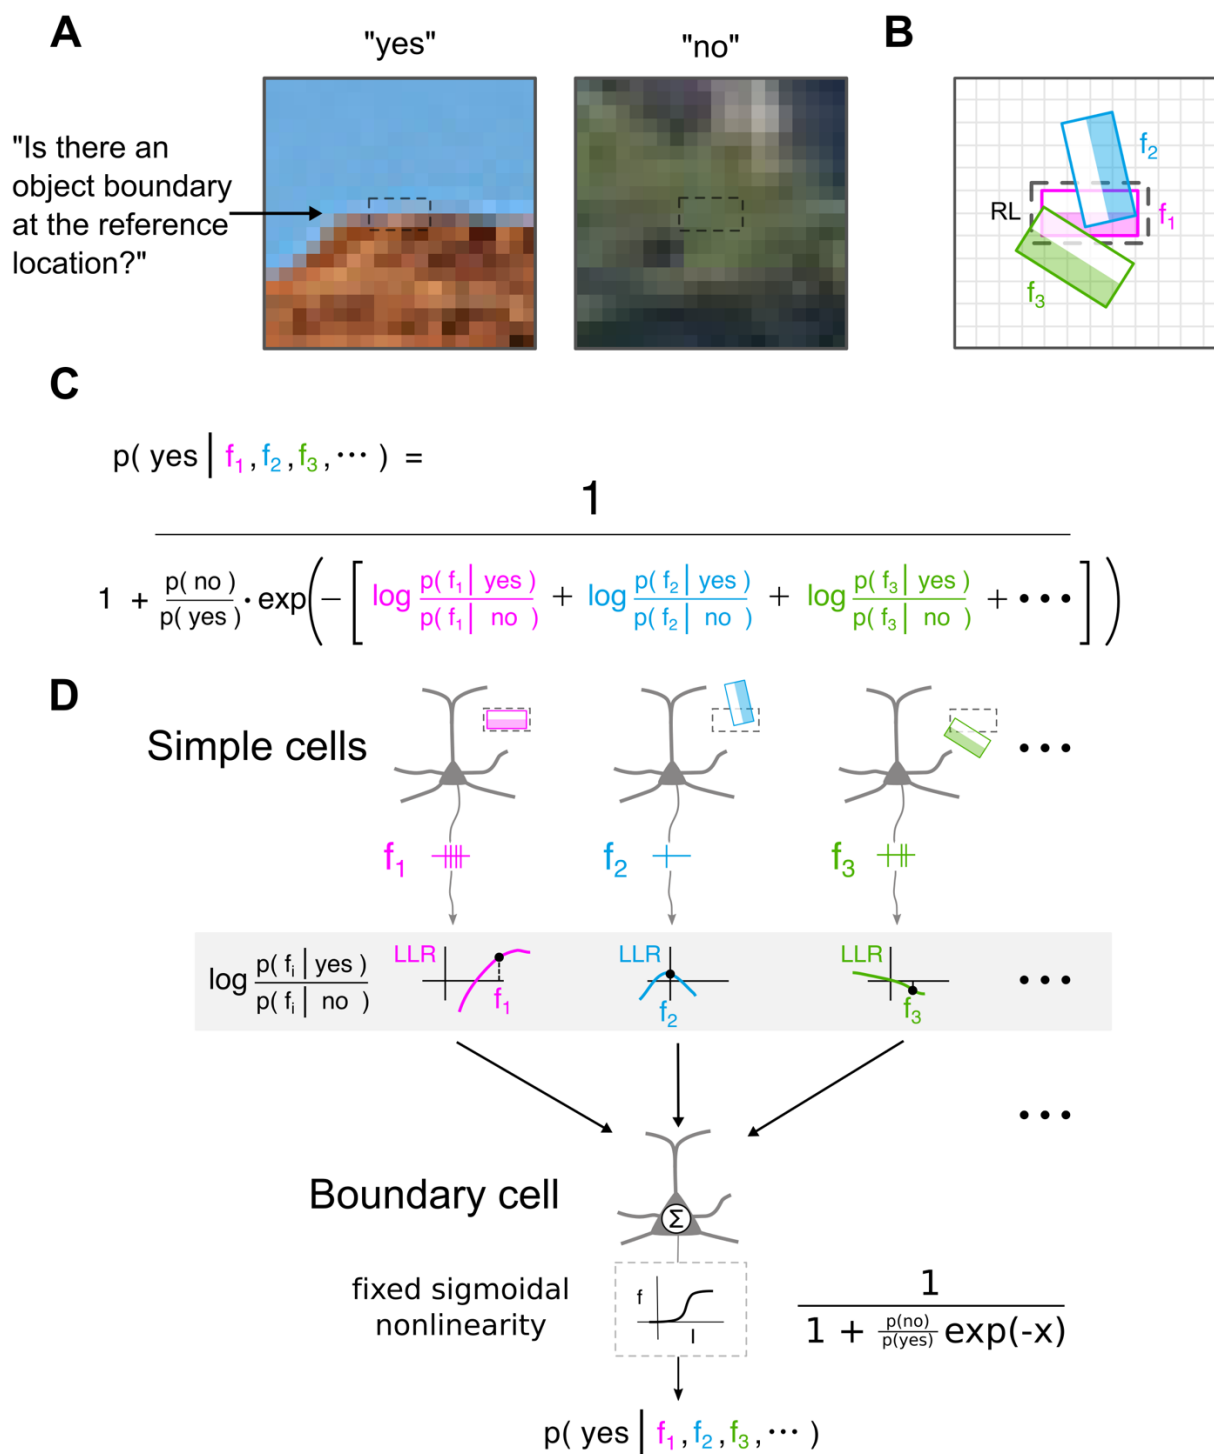 A
"yes"
"no"
B
"Is there an
object boundary
at the reference
location?"
f₂
RL
f₁
f₃
C
p( yes | f₁, f₂, f₃, ··· ) =
1
1 + p( no ) / p( yes ) · exp( − [ log p( f₁ | yes ) / p( f₁ | no ) + log p( f₂ | yes ) / p( f₂ | no ) + log p( f₃ | yes ) / p( f₃ | no ) + ••• ] )
D
Simple cells
•••
f₁
f₂
f₃
log p( fᵢ | yes ) / p( fᵢ | no )
LLR
f₁
LLR
f₂
LLR
f₃
•••
•••
Boundary cell
Σ
fixed sigmoidal
nonlinearity
f
I
1
1 + p(no) / p(yes) exp(-x)
p( yes | f₁, f₂, f₃, ··· )